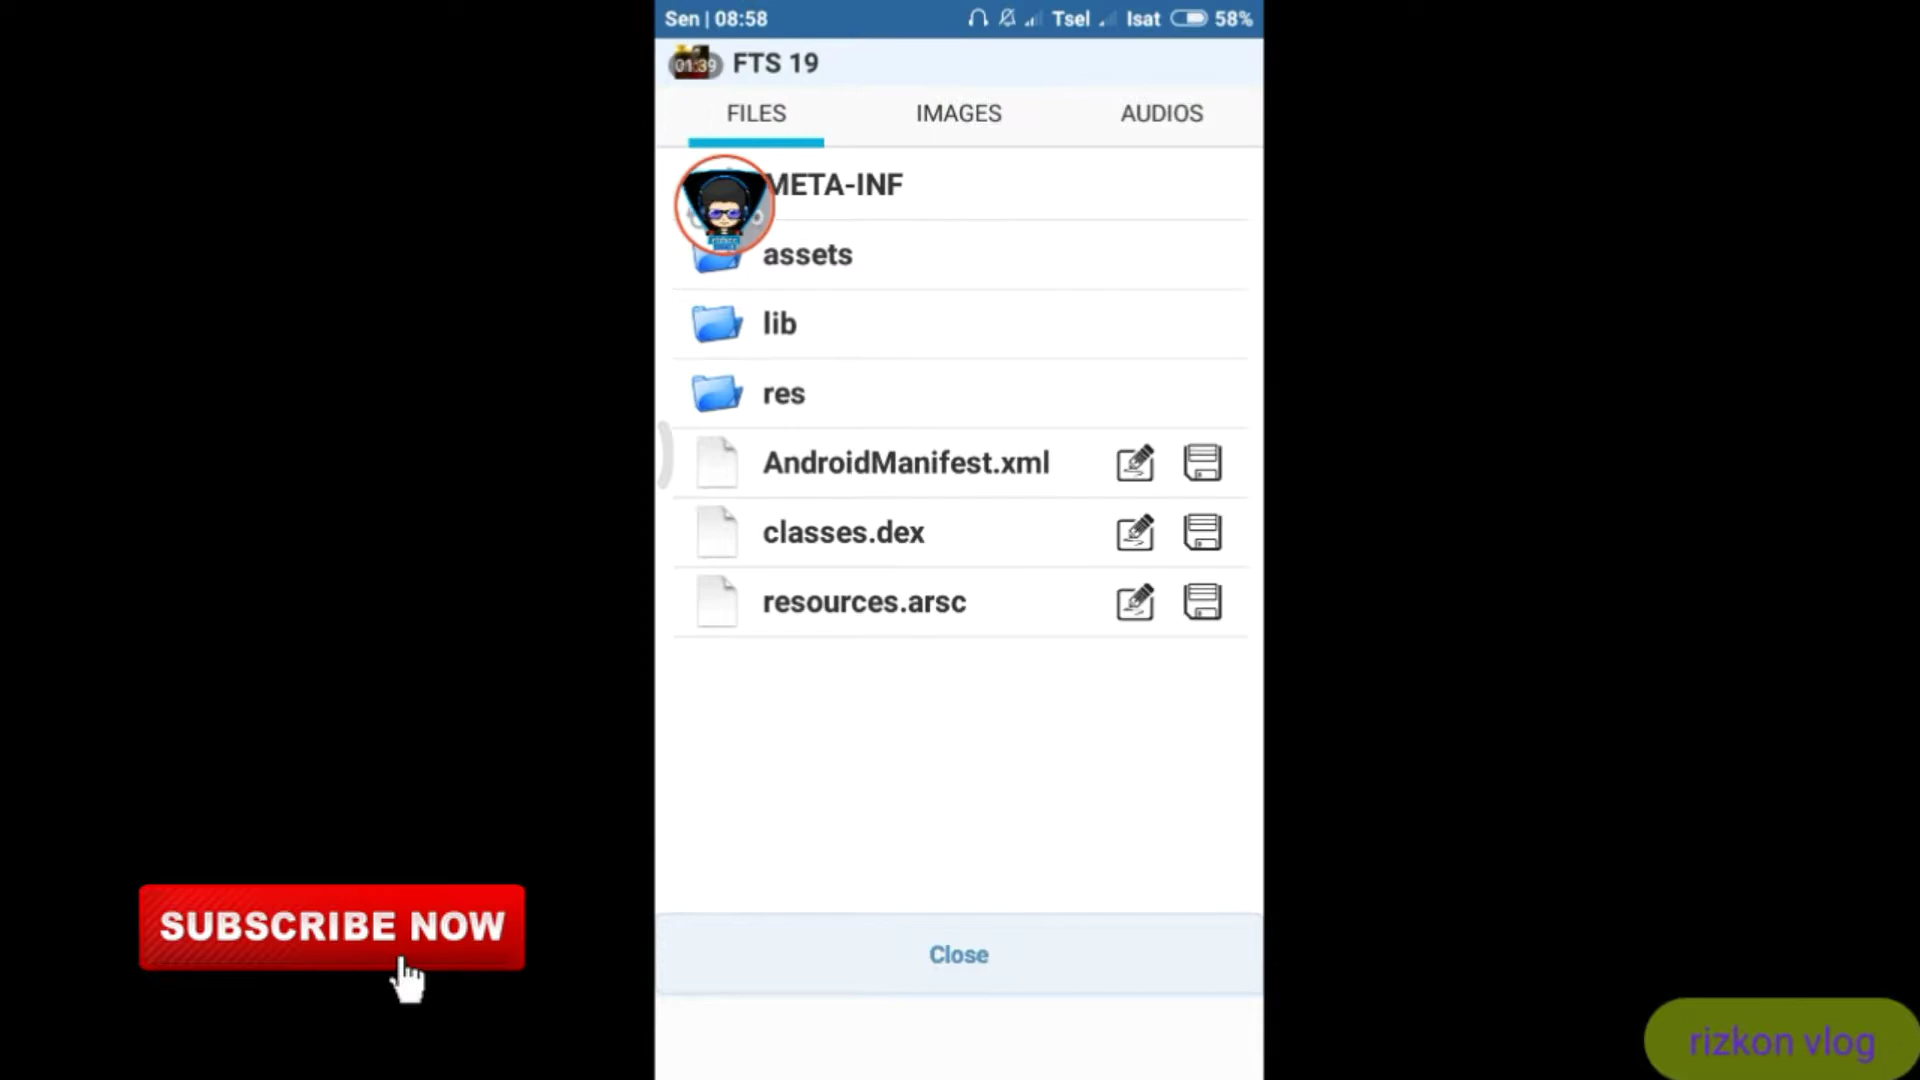 Sen | 08:58
Tsel
Isat
58%
01:39
FTS 19
FILES
IMAGES
AUDIOS
META-INF
assets
lib
res
AndroidManifest.xml
classes.dex
resources.arsc
SUBSCRIBE NOW
Close
rizkon vlog